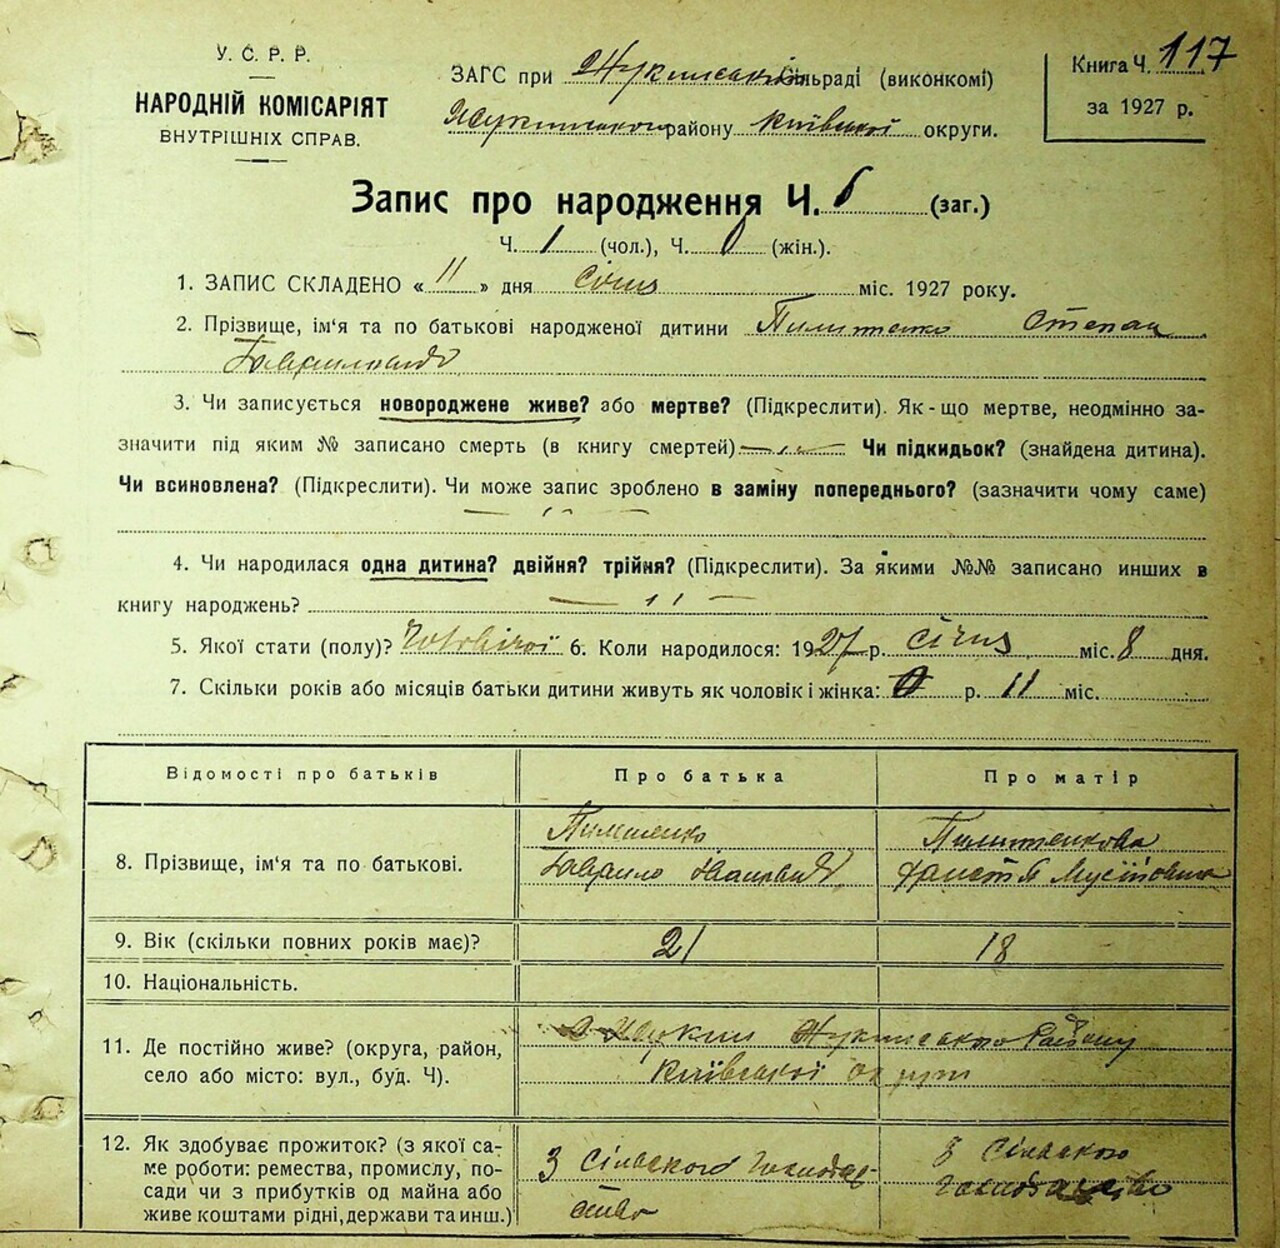 У. С. Р. Р.
НАРОДНІЙ КОМІСАРІЯТ
ВНУТРІШНІХ СПРАВ.
ЗАГС при Жукинській сільраді (виконкомі)
Жукинського району Київської округи.
Книга Ч. 117
за 1927 р.
Запис про народження Ч. (заг.)
Ч. 1 (чол.), Ч. (жін.).
1. ЗАПИС СКЛАДЕНО « 11 » дня Січня міс. 1927 року.
2. Прізвище, ім‘я та по батькові народженої дитини Степан
3. Чи записується новороджене живе? або мертве? (Підкреслити). Як-що мертве, неодмінно за-
значити під яким № записано смерть (в книгу смертей) Чи підкидьок? (знайдена дитина).
Чи всиновлена? (Підкреслити). Чи може запис зроблено в заміну попереднього? (зазначити чому саме)
— ,, —
4. Чи народилася одна дитина? двійня? трійня? (Підкреслити). За якими №№ записано инших в
книгу народжень? — ,, —
5. Якої стати (полу)? 6. Коли народилося: 1927 р. Січня міс. 8 дня.
7. Скільки років або місяців батьки дитини живуть як чоловік і жінка: 0 р. 11 міс.
Відомості про батьків Про батька Про матір
8. Прізвище, ім‘я та по батькові.
Гаврило
9. Вік (скільки повних років має)? 21 18
10. Національність.
11. Де постійно живе? (округа, район,
село або місто: вул., буд. Ч).
Жукин Жукинського Району
Київської округи
12. Як здобуває прожиток? (з якої са-
ме роботи: ремества, промислу, по-
сади чи з прибутків од майна або
живе коштами рідні, держави та инш.)
З Сільського Господар-
ства
З Сільського